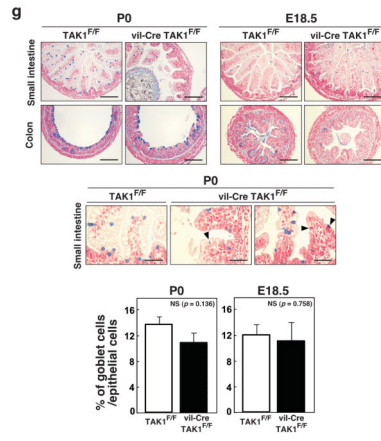 g
P0 E18.5
TAK1F/F vil-Cre TAK1F/F TAK1F/F vil-Cre TAK1F/F
Small intestine
Colon
P0
TAK1F/F vil-Cre TAK1F/F
Small intestine
P0 E18.5
% of goblet cells
/epithelial cells
16
12
8
4
0
NS (p = 0.136)
TAK1F/F vil-Cre
TAK1F/F
16
12
8
4
0
NS (p = 0.758)
TAK1F/F vil-Cre
TAK1F/F